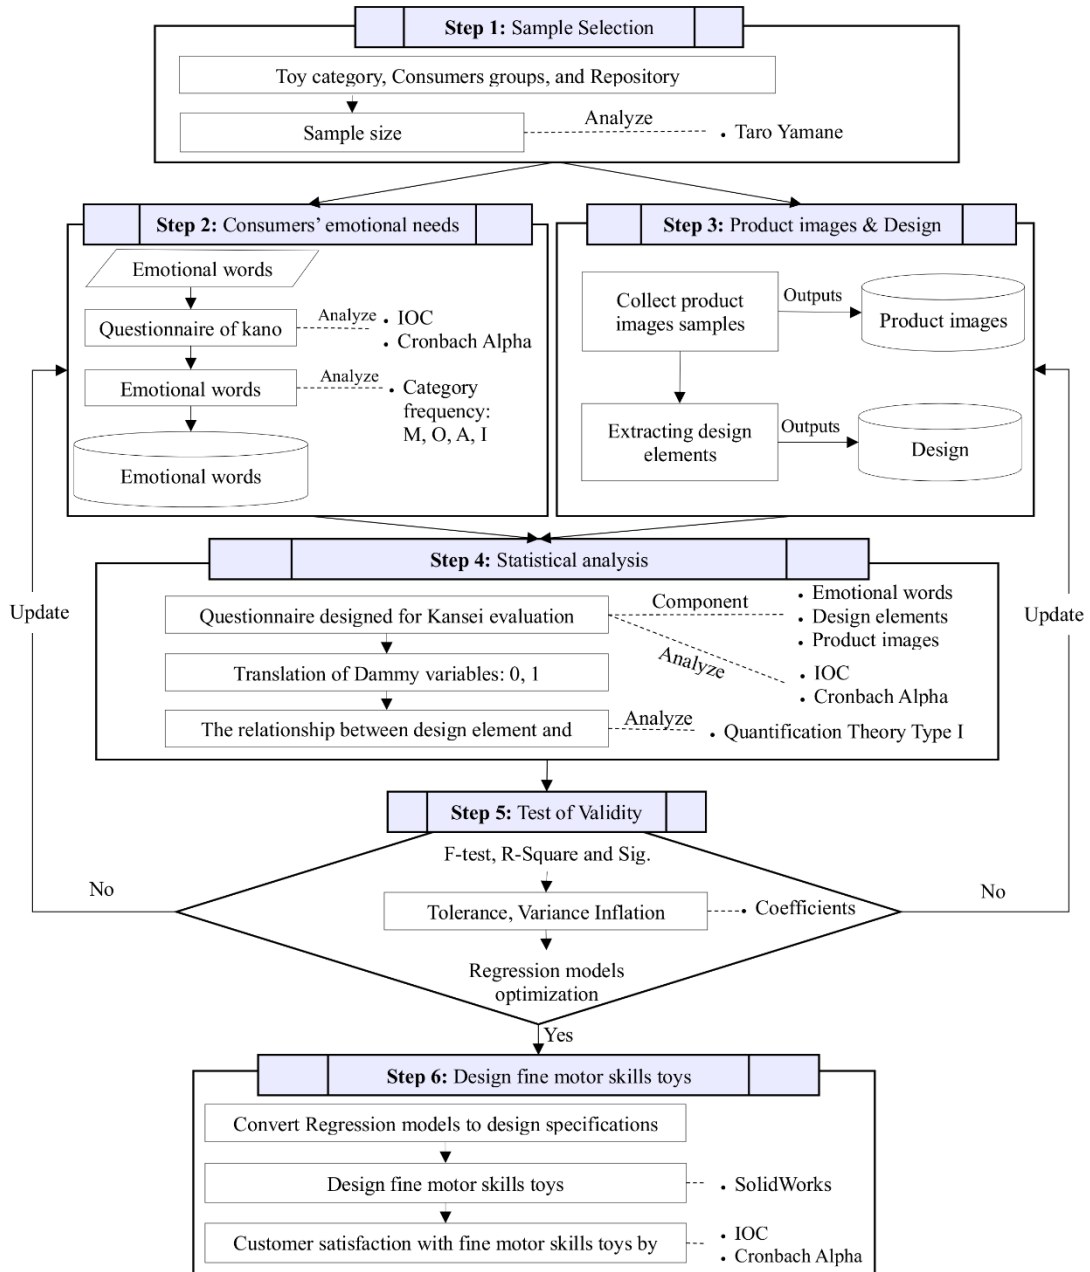 Step 1: Sample Selection
Toy category, Consumers groups, and Repository
Sample size
Analyze
• Taro Yamane
Step 2: Consumers’ emotional needs
Emotional words
Questionnaire of kano
Analyze
• IOC
• Cronbach Alpha
Emotional words
Analyze
• Category
frequency:
M, O, A, I
Emotional words
Step 3: Product images & Design
Collect product
images samples
Outputs
Product images
Extracting design
elements
Outputs
Design
Update
Update
Step 4: Statistical analysis
Questionnaire designed for Kansei evaluation
Component
• Emotional words
• Design elements
• Product images
Analyze
• IOC
• Cronbach Alpha
Translation of Dammy variables: 0, 1
The relationship between design element and
Analyze
• Quantification Theory Type I
Step 5: Test of Validity
F-test, R-Square and Sig.
No
No
Tolerance, Variance Inflation
• Coefficients
Regression models
optimization
Yes
Step 6: Design fine motor skills toys
Convert Regression models to design specifications
Design fine motor skills toys
• SolidWorks
Customer satisfaction with fine motor skills toys by
• IOC
• Cronbach Alpha